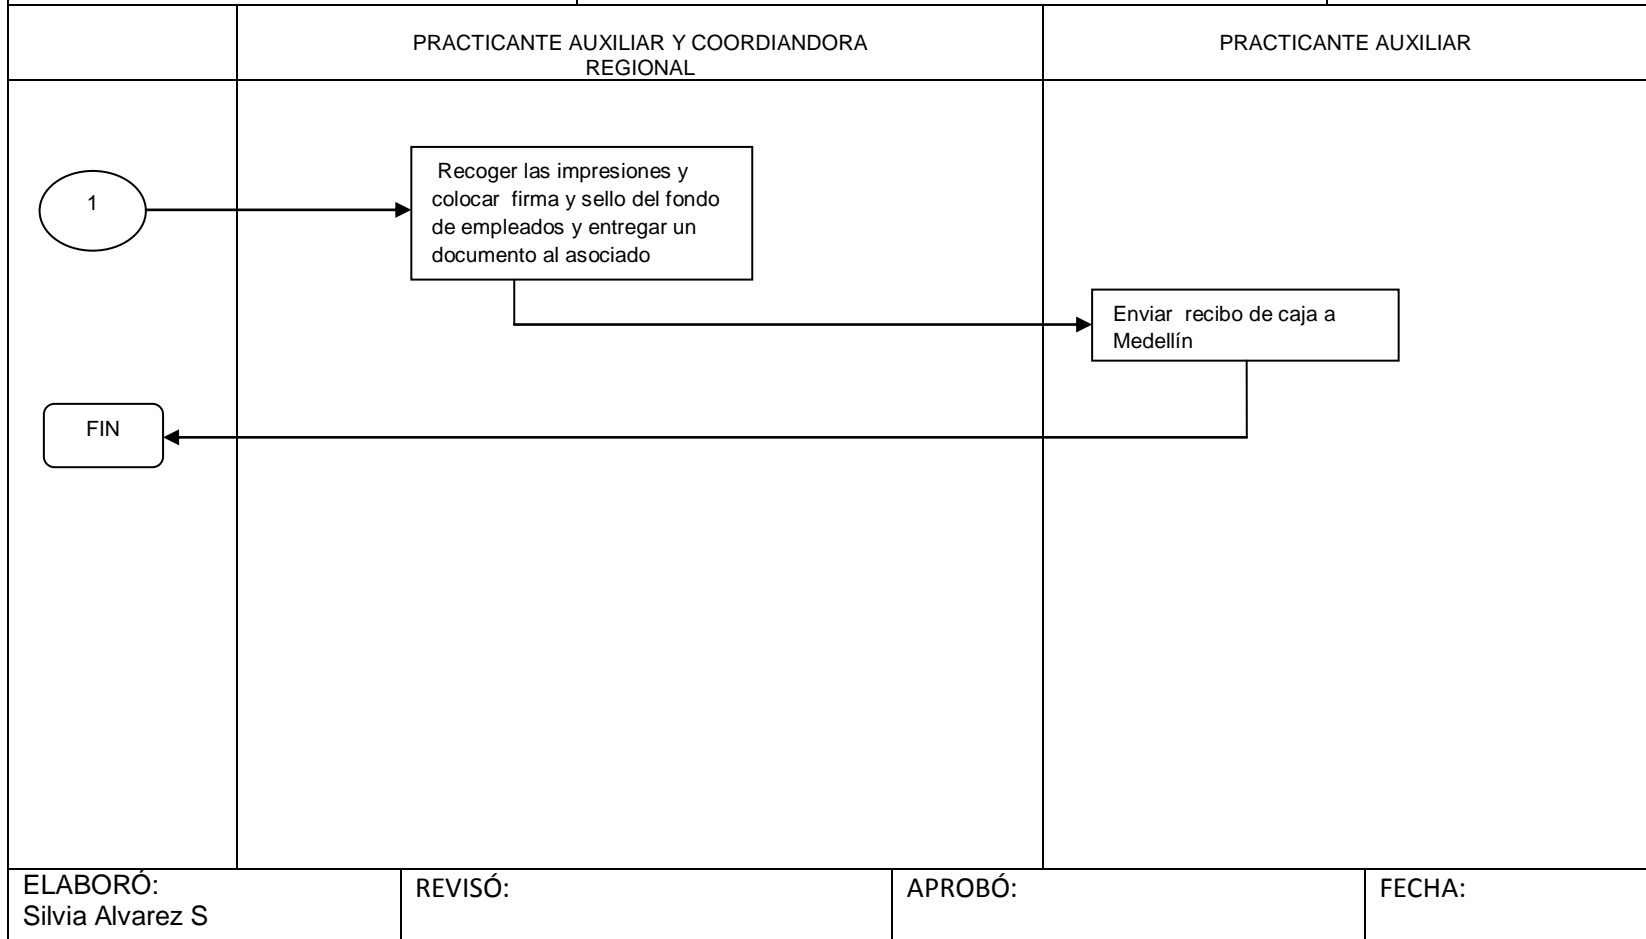 PRACTICANTE AUXILIAR Y COORDIANDORA
REGIONAL
PRACTICANTE AUXILIAR
1
Recoger las impresiones y
colocar firma y sello del fondo
de empleados y entregar un
documento al asociado
Enviar recibo de caja a
Medellín
FIN
ELABORÓ:
Silvia Alvarez S
REVISÓ:
APROBÓ:
FECHA: